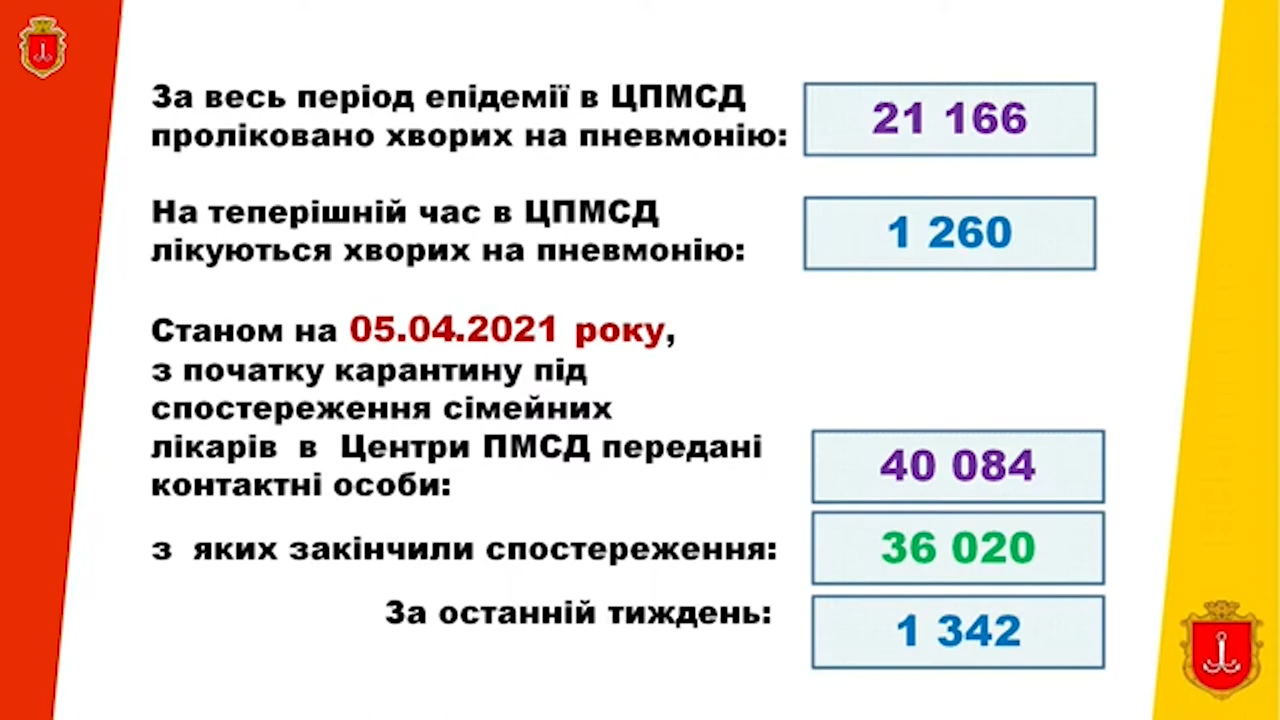 За весь період епідемії в ЦПМСД
проліковано хворих на пневмонію:
21 166
На теперішній час в ЦПМСД
лікуються хворих на пневмонію:
1 260
Станом на 05.04.2021 року,
з початку карантину під
спостереження сімейних
лікарів в Центри ПМСД передані
контактні особи:
40 084
з яких закінчили спостереження:
36 020
За останній тиждень:
1 342